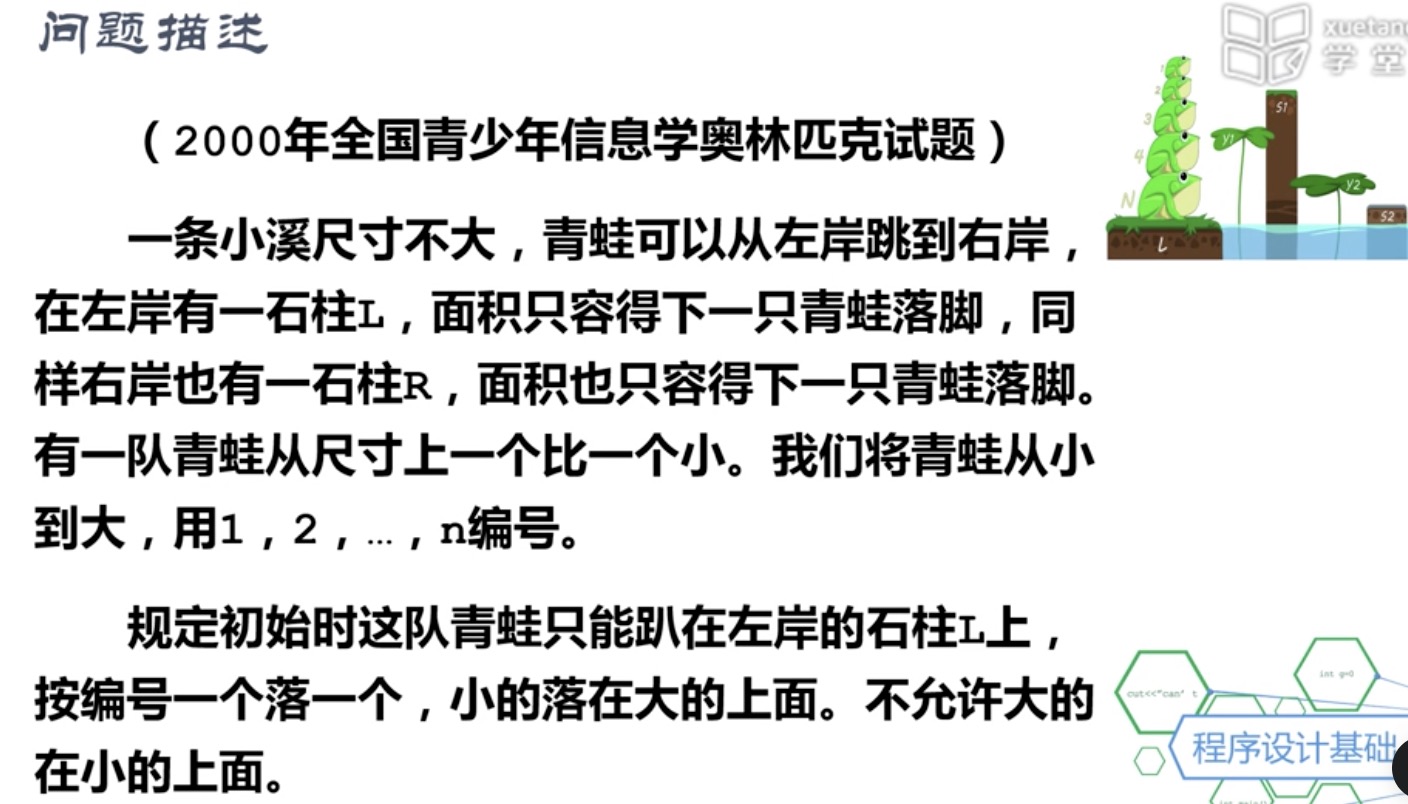 问题描述
xuetang
学堂
（2000年全国青少年信息学奥林匹克试题）
一条小溪尺寸不大，青蛙可以从左岸跳到右岸，
在左岸有一石柱L，面积只容得下一只青蛙落脚，同
样右岸也有一石柱R，面积也只容得下一只青蛙落脚。
有一队青蛙从尺寸上一个比一个小。我们将青蛙从小
到大，用1，2，…，n编号。
规定初始时这队青蛙只能趴在左岸的石柱L上，
按编号一个落一个，小的落在大的上面。不允许大的
在小的上面。
1
2
3
4
N
L
Y1
S1
Y2
S2
cut<<"can' t
int g=0
程序设计基础